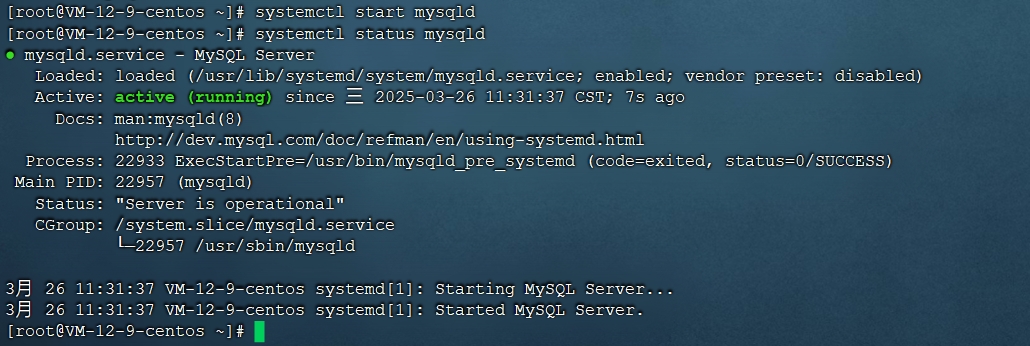 [root@VM-12-9-centos ~]# systemctl start mysqld
[root@VM-12-9-centos ~]# systemctl status mysqld
● mysqld.service - MySQL Server
   Loaded: loaded (/usr/lib/systemd/system/mysqld.service; enabled; vendor preset: disabled)
   Active: active (running) since 三 2025-03-26 11:31:37 CST; 7s ago
     Docs: man:mysqld(8)
           http://dev.mysql.com/doc/refman/en/using-systemd.html
  Process: 22933 ExecStartPre=/usr/bin/mysqld_pre_systemd (code=exited, status=0/SUCCESS)
 Main PID: 22957 (mysqld)
   Status: "Server is operational"
   CGroup: /system.slice/mysqld.service
           └─22957 /usr/sbin/mysqld
3月 26 11:31:37 VM-12-9-centos systemd[1]: Starting MySQL Server...
3月 26 11:31:37 VM-12-9-centos systemd[1]: Started MySQL Server.
[root@VM-12-9-centos ~]#